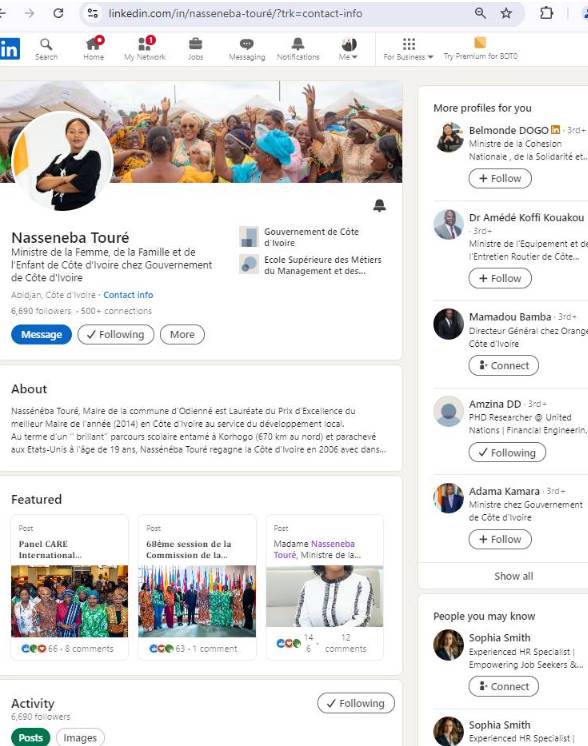 linkedin.com/in/nasseneba-touré/?trk=contact-info
in
Search
Home
1
My Network
Jobs
Messaging
Notifications
Me
For Business
Try Premium for BDT0
Nasseneba Touré
Ministre de la Femme, de la Famille et de
l'Enfant de Côte d'Ivoire chez Gouvernement
de Côte d'Ivoire
Abidjan, Côte d'Ivoire · Contact info
6,690 followers · 500+ connections
Message
Following
More
Gouvernement de Côte
d'Ivoire
Ecole Supérieure des Métiers
du Management et des...
About
Nassénéba Touré, Maire de la commune d'Odienné est Lauréate du Prix d'Excellence du
meilleur Maire de l'année (2014) en Côte d'Ivoire au service du développement local.
Au terme d'un '' brillant'' parcours scolaire entamé à Korhogo (670 km au nord) et parachevé
aux Etats-Unis à l'âge de 19 ans, Nassénéba Touré regagne la Côte d'Ivoire en 2006 avec dans...
Featured
Post
Panel CARE
International...
66 · 8 comments
Post
68ème session de la
Commission de la...
63 · 1 comment
Post
Madame Nasseneba
Touré, Ministre de la...
14
6
·
12
comments
Activity
6,690 followers
Following
Posts
Images
More profiles for you
Belmonde DOGO in · 3rd+
Ministre de la Cohesion
Nationale , de la Solidarité et...
+ Follow
Dr Amédé Koffi Kouakou
· 3rd+
Ministre de l'Equipement et de
l'Entretien Routier de Côte...
+ Follow
Mamadou Bamba · 3rd+
Directeur Général chez Orange
Côte d'Ivoire
Connect
Amzina DD · 3rd+
PHD Researcher @ United
Nations | Financial Engineerin.
Following
Adama Kamara · 3rd+
Ministre chez Gouvernement
de Côte d'Ivoire
+ Follow
Show all
People you may know
Sophia Smith
Experienced HR Specialist |
Empowering Job Seekers &...
Connect
Sophia Smith
Experienced HR Specialist |